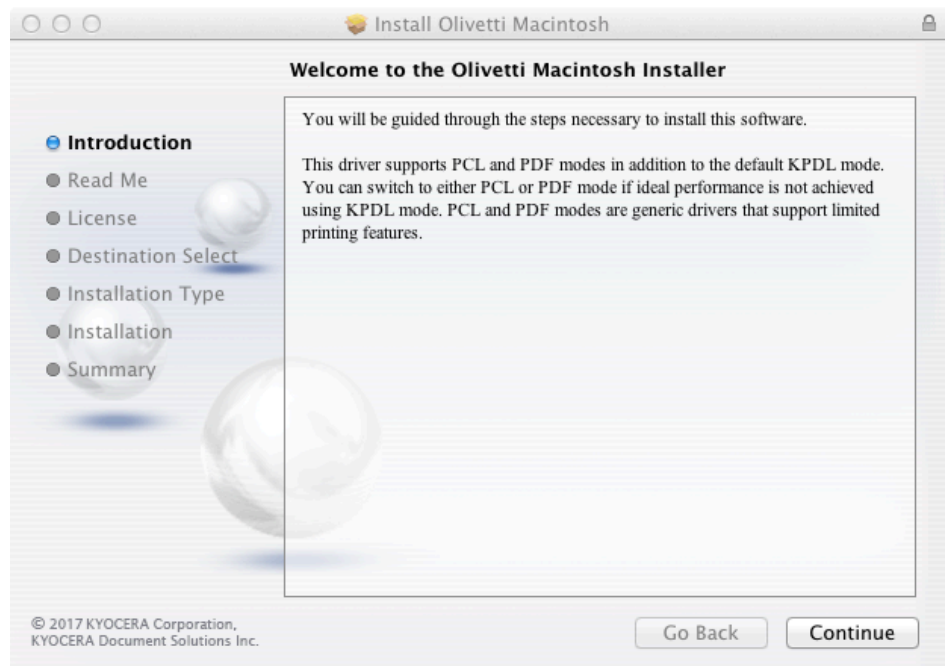 Install Olivetti Macintosh
Welcome to the Olivetti Macintosh Installer
Introduction
Read Me
License
Destination Select
Installation Type
Installation
Summary
You will be guided through the steps necessary to install this software.
This driver supports PCL and PDF modes in addition to the default KPDL mode.
You can switch to either PCL or PDF mode if ideal performance is not achieved
using KPDL mode. PCL and PDF modes are generic drivers that support limited
printing features.
© 2017 KYOCERA Corporation,
KYOCERA Document Solutions Inc.
Go Back
Continue